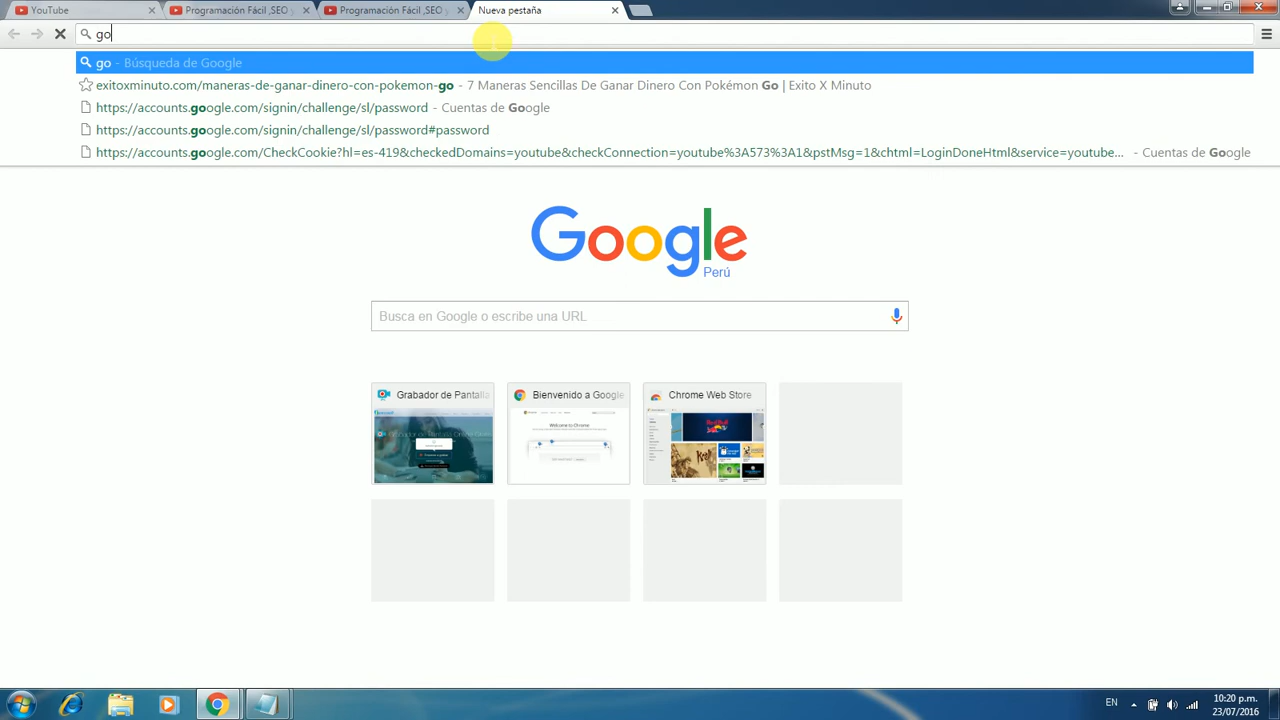 YouTube
Programación Fácil ,SEO y
Programación Fácil ,SEO y
Nueva pestaña
go
go - Búsqueda de Google
exitoxminuto.com/maneras-de-ganar-dinero-con-pokemon-go - 7 Maneras Sencillas De Ganar Dinero Con Pokémon Go | Exito X Minuto
https://accounts.google.com/signin/challenge/sl/password - Cuentas de Google
https://accounts.google.com/signin/challenge/sl/password#password
https://accounts.google.com/CheckCookie?hl=es-419&checkedDomains=youtube&checkConnection=youtube%3A573%3A1&pstMsg=1&chtml=LoginDoneHtml&service=youtube... - Cuentas de Google
Google
Perú
Busca en Google o escribe una URL
Grabador de Pantalla
Bienvenido a Google
Chrome Web Store
EN
10:20 p.m.
23/07/2016